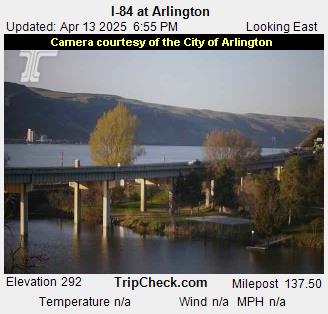 I-84 at Arlington
Updated: Apr 13 2025 6:55 PM Looking East
Camera courtesy of the City of Arlington
Elevation 292 TripCheck.com Milepost 137.50
Temperature n/a Wind n/a MPH n/a